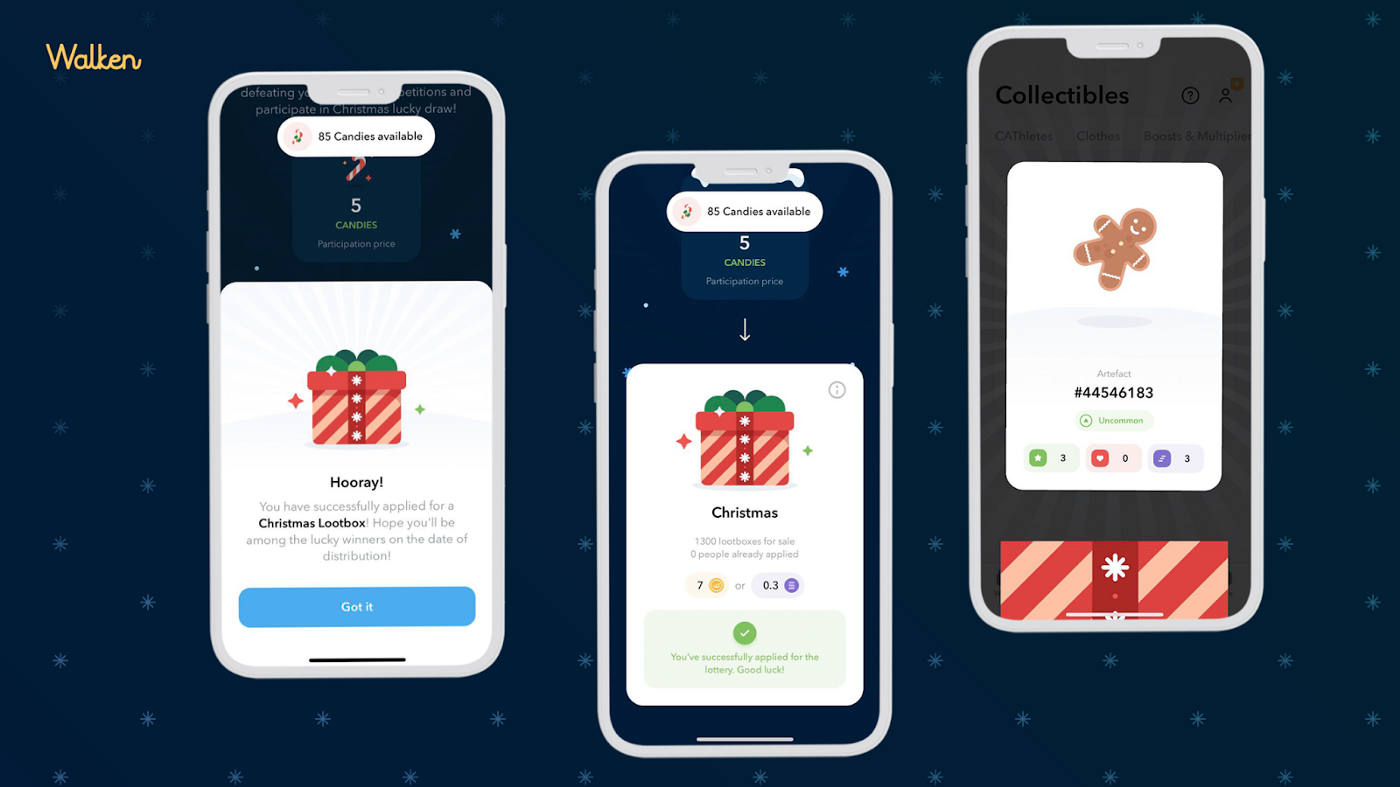 Walken
defeating yo petitions and
participate in Christmas lucky draw!
85 Candies available
5
CANDIES
Participation price
Hooray!
You have successfully applied for a
Christmas Lootbox! Hope you'll be
among the lucky winners on the date of
distribution!
Got it
85 Candies available
5
CANDIES
Participation price
Christmas
1300 lootboxes for sale
0 people already applied
7 or 0.3
You've successfully applied for the
lottery. Good luck!
Collectibles
CAThletes Clothes Boosts & Multiplier
Artefact
#44546183
Uncommon
3 0 3